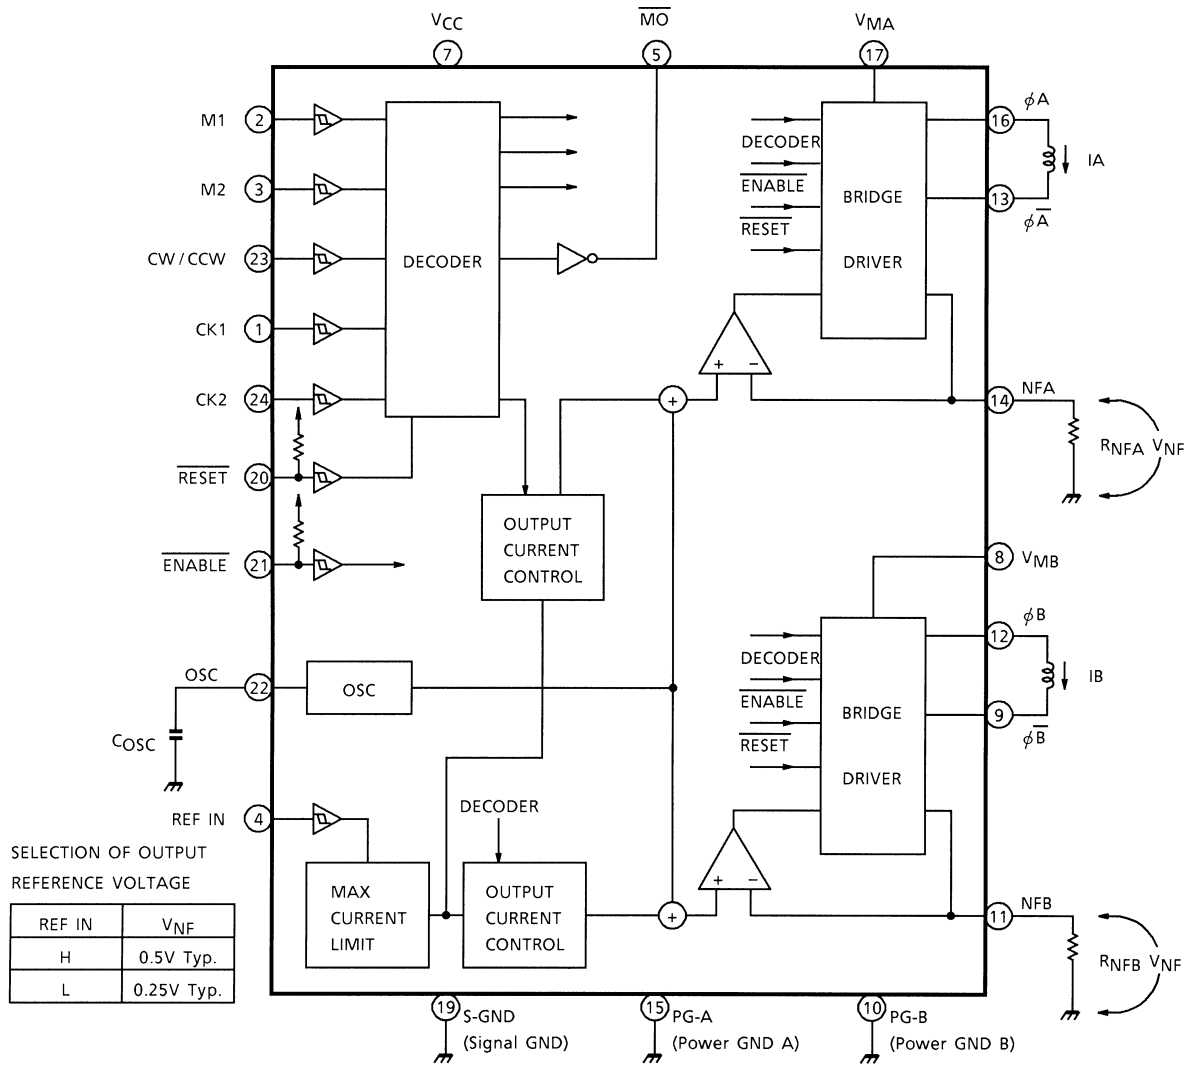 VCC
MO
VMA
7
5
17
M1
2
M2
3
CW / CCW
23
CK1
1
CK2
24
RESET
20
ENABLE
21
DECODER
DECODER
ENABLE
RESET
BRIDGE
DRIVER
16
ϕA
IA
13
ϕA
+
−
+
14
NFA
RNFA
VNF
OUTPUT
CURRENT
CONTROL
8
VMB
DECODER
ENABLE
RESET
BRIDGE
DRIVER
12
ϕB
IB
9
ϕB
OSC
22
OSC
COSC
REF IN
4
DECODER
MAX
CURRENT
LIMIT
OUTPUT
CURRENT
CONTROL
+
+
−
11
NFB
RNFB
VNF
SELECTION OF OUTPUT
REFERENCE VOLTAGE
REF IN VNF
H 0.5V Typ.
L 0.25V Typ.
19
S-GND
(Signal GND)
15
PG-A
(Power GND A)
10
PG-B
(Power GND B)